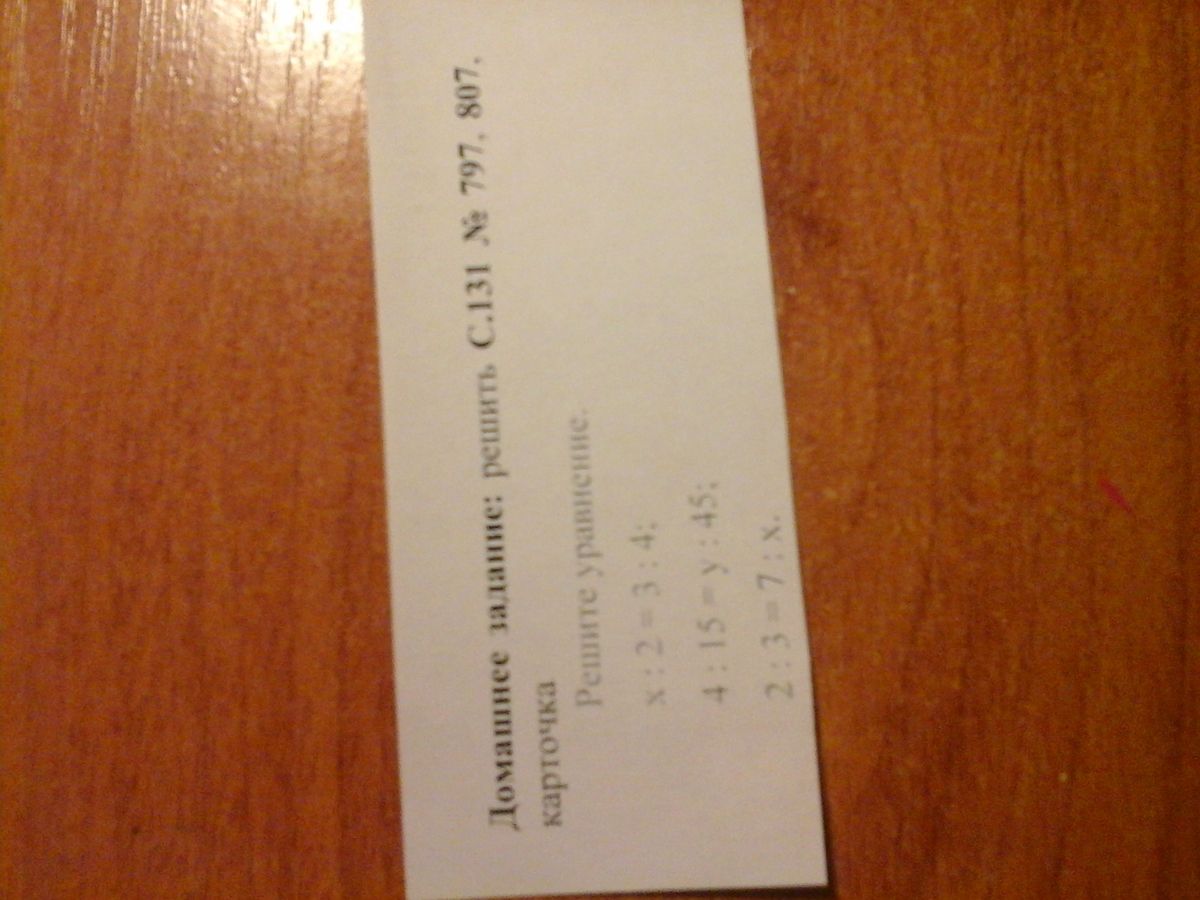 Домашнее задание: решить С.131 № 797, 807,
карточка
Решите уравнение.
х : 2 = 3 : 4;
4 : 15 = у : 45;
2 : 3 = 7 : х.